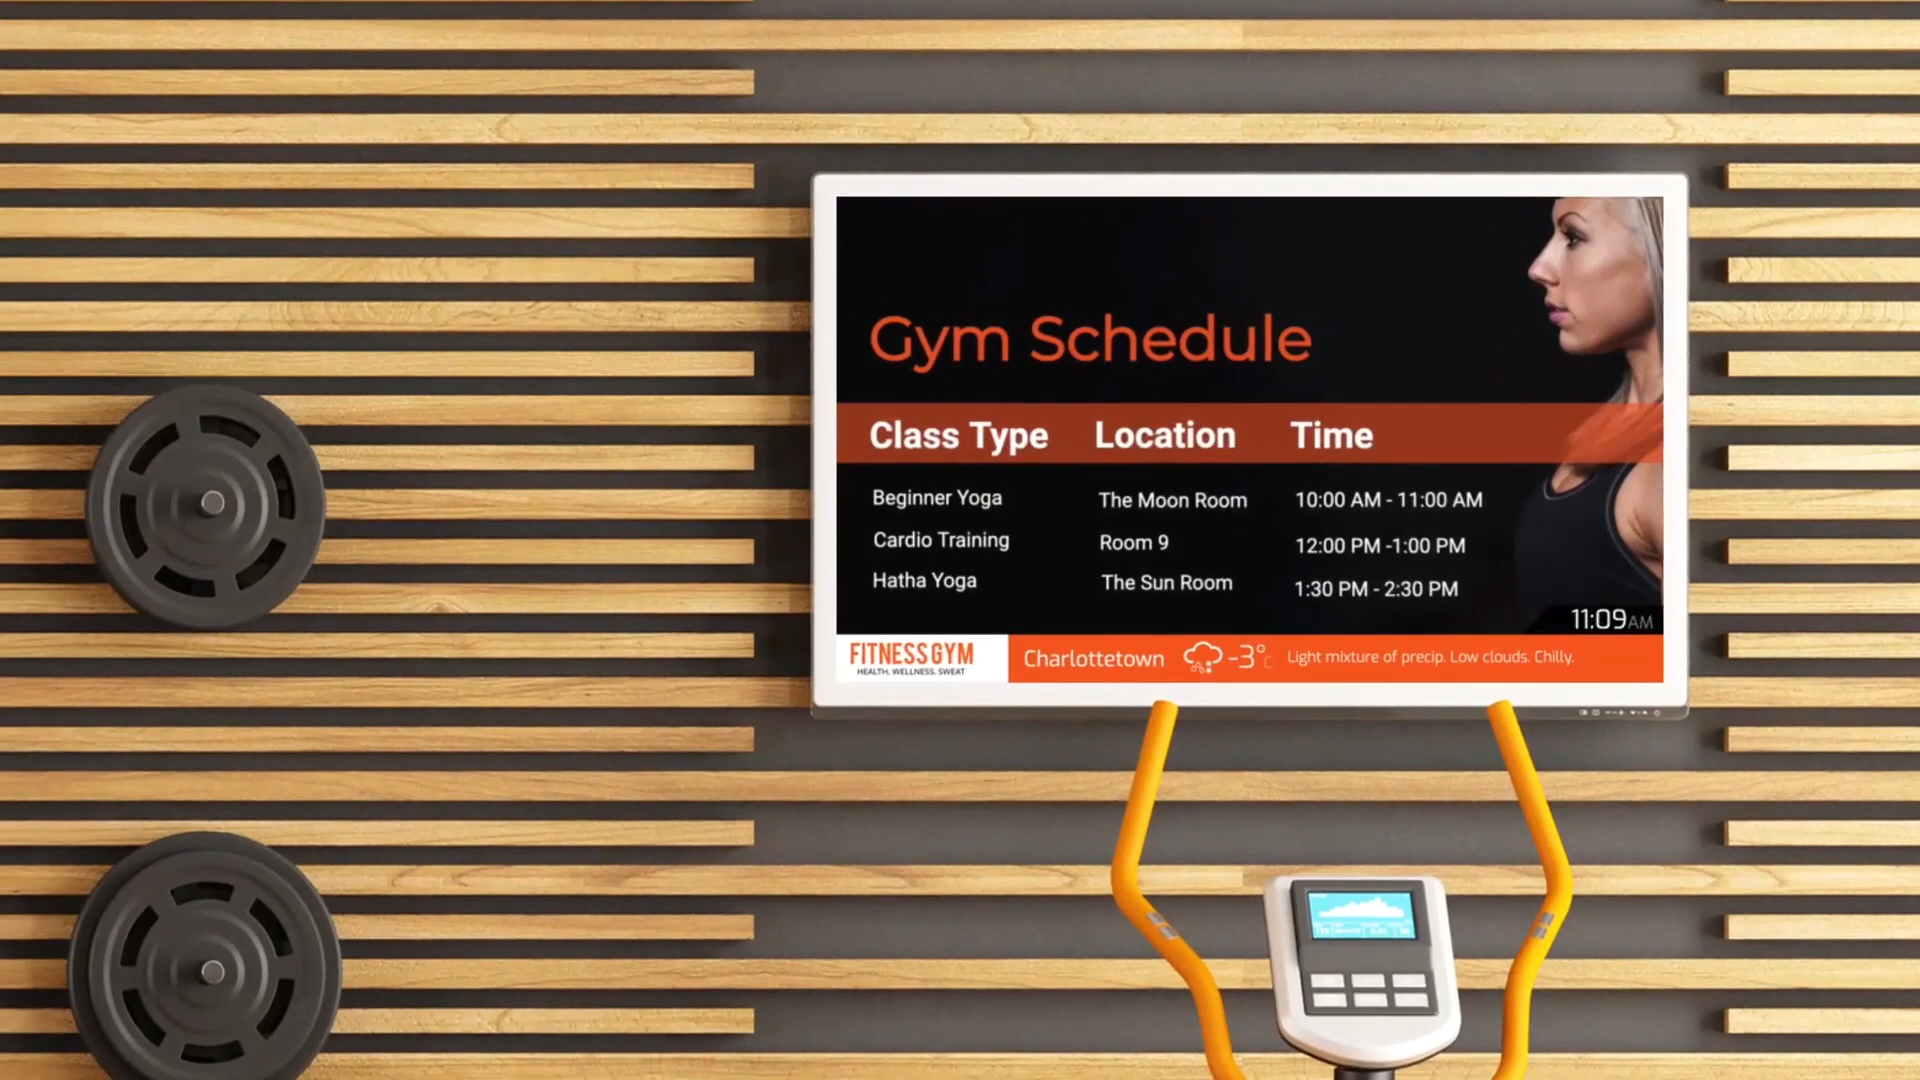 Gym Schedule
Class Type Location Time
Beginner Yoga The Moon Room 10:00 AM - 11:00 AM
Cardio Training Room 9 12:00 PM -1:00 PM
Hatha Yoga The Sun Room 1:30 PM - 2:30 PM
11:09AM
FITNESS GYM
HEALTH. WELLNESS. SWEAT
Charlottetown -3°C Light mixture of precip. Low clouds. Chilly.